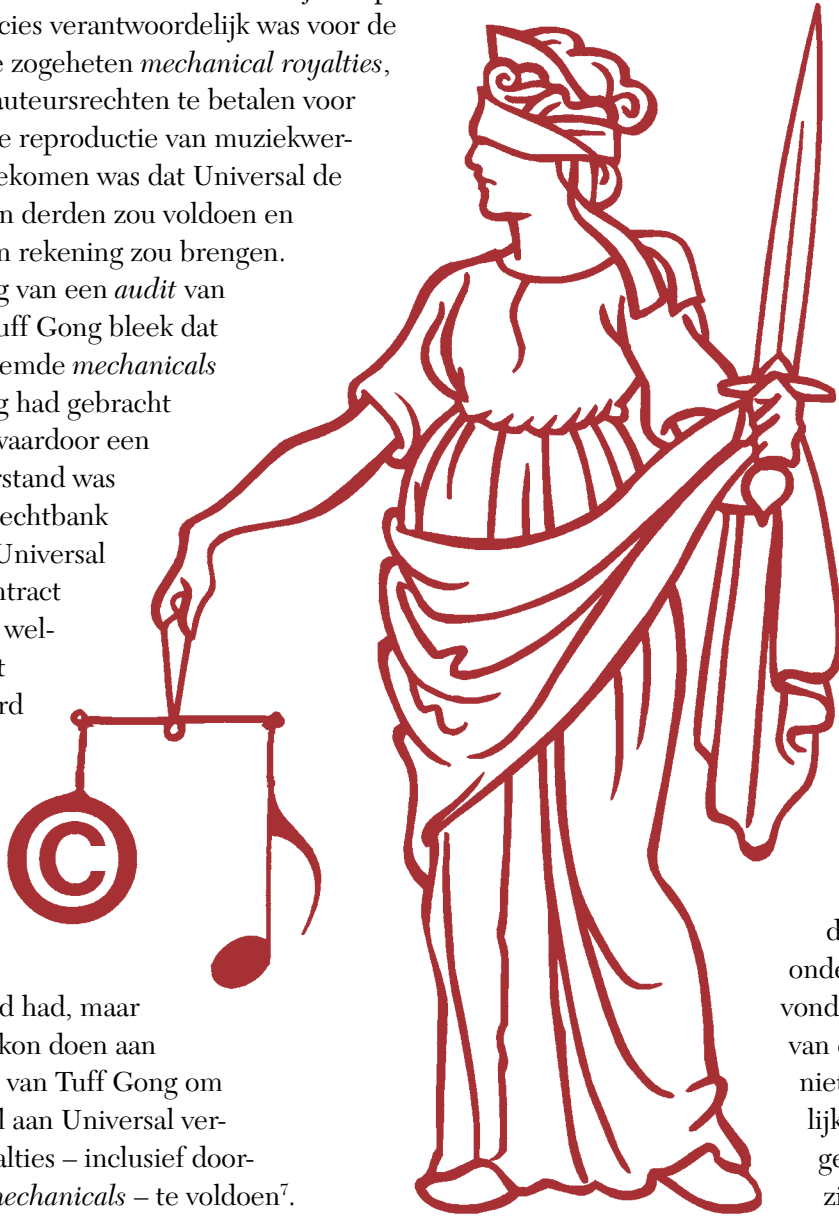 cies verantwoordelijk was voor de
e zogeheten mechanical royalties,
auteursrechten te betalen voor
e reproductie van muziekwer-
ekomen was dat Universal de
n derden zou voldoen en
n rekening zou brengen.
g van een audit van
uff Gong bleek dat
emde mechanicals
g had gebracht
vaardoor een
rstand was
echtbank
Universal
ntract
wel-
t
rd
©
d had, maar
kon doen aan
van Tuff Gong om
l aan Universal ver-
alties – inclusief door-
nechanicals – te voldoen⁷.
d
onde
vond
van
niet
lijk
ge
zi